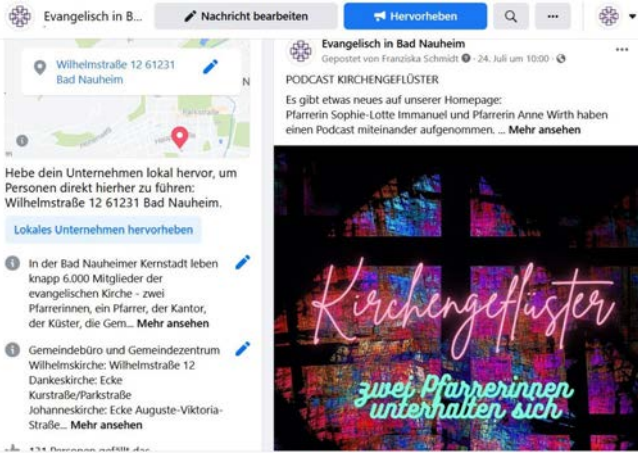 Evangelisch in B...
Nachricht bearbeiten
Hervorheben
Wilhelmstraße 12 61231
Bad Nauheim
Parkstraße
Hebe dein Unternehmen lokal hervor, um
Personen direkt hierher zu führen:
Wilhelmstraße 12 61231 Bad Nauheim.
Lokales Unternehmen hervorheben
In der Bad Nauheimer Kernstadt leben
knapp 6.000 Mitglieder der
evangelischen Kirche - zwei
Pfarrerinnen, ein Pfarrer, der Kantor,
der Küster, die Gem... Mehr ansehen
Gemeindebüro und Gemeindezentrum
Wilhelmskirche: Wilhelmstraße 12
Dankeskirche: Ecke
Kurstraße/Parkstraße
Johanneskirche: Ecke Auguste-Viktoria-
Straße... Mehr ansehen
131 Personen gefällt das
Evangelisch in Bad Nauheim
Gepostet von Franziska Schmidt · 24. Juli um 10:00 ·
PODCAST KIRCHENGEFLÜSTER
Es gibt etwas neues auf unserer Homepage:
Pfarrerin Sophie-Lotte Immanuel und Pfarrerin Anne Wirth haben
einen Podcast miteinander aufgenommen. ... Mehr ansehen
Kirchengeflüster
zwei Pfarrerinnen
unterhalten sich